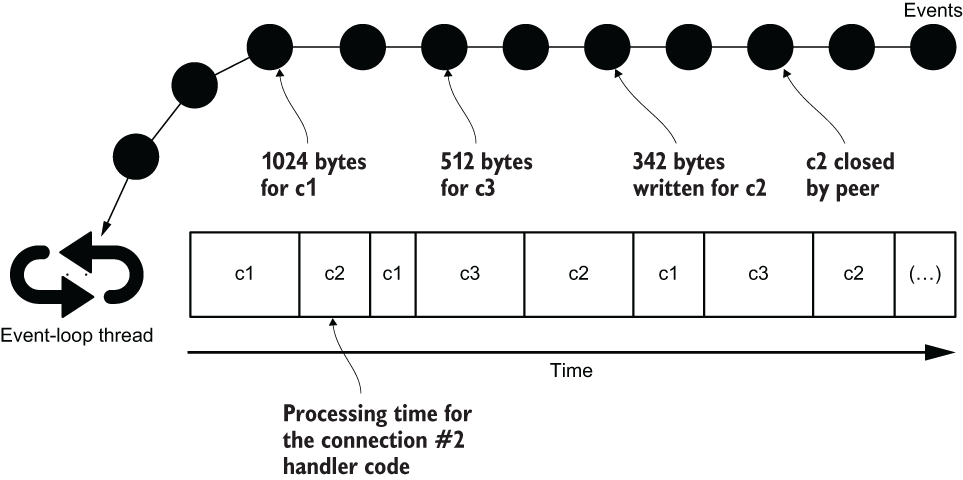 Events
1024 bytes
for c1
512 bytes
for c3
342 bytes
written for c2
c2 closed
by peer
c1 c2 c1 c3 c2 c1 c3 c2 (...)
Event-loop thread
Time
Processing time for
the connection #2
handler code